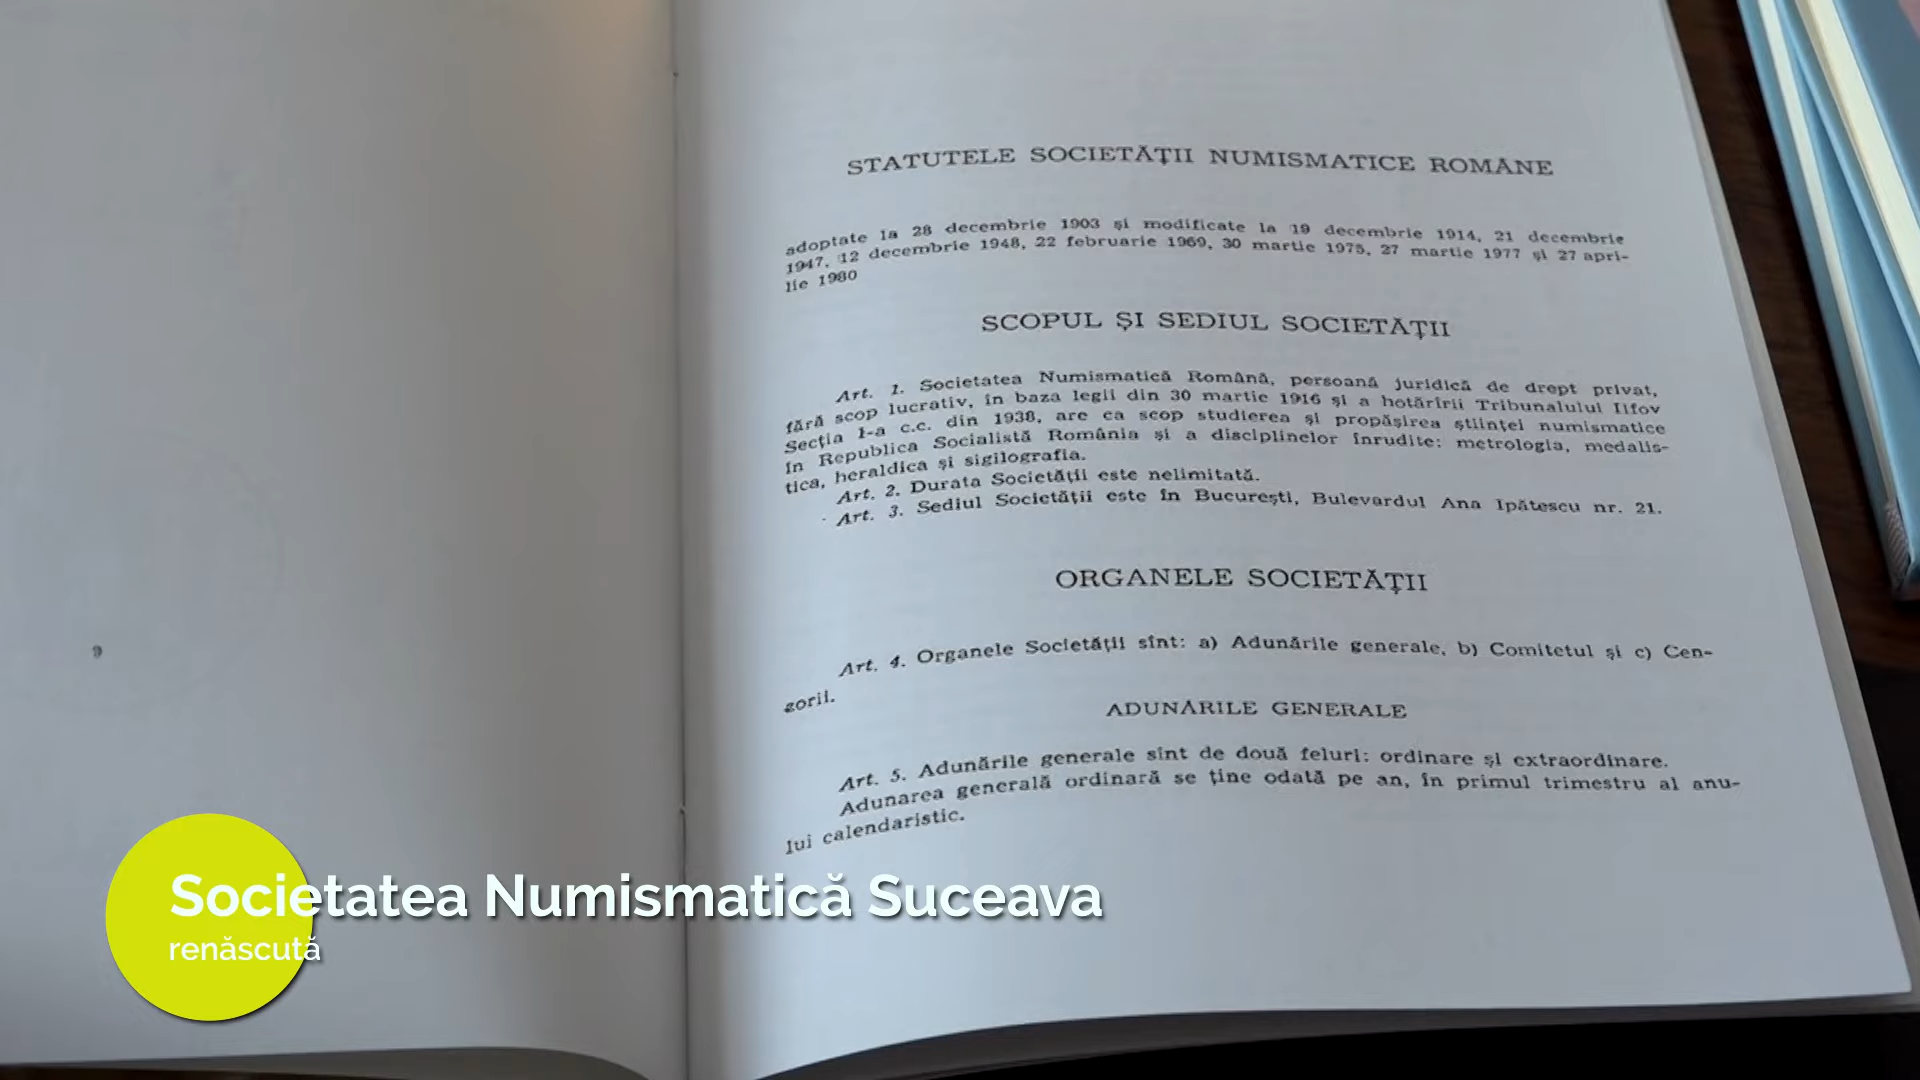 STATUTELE SOCIETĂŢII NUMISMATICE ROMÂNE
adoptate la 28 decembrie 1903 şi modificate la 19 decembrie 1914, 21 decembrie
1947, 12 decembrie 1948, 22 februarie 1969, 30 martie 1975, 27 martie 1977 şi 27 apri-
lie 1980
SCOPUL ŞI SEDIUL SOCIETĂŢII
Art. 1. Societatea Numismatică Română, persoană juridică de drept privat,
fără scop lucrativ, în baza legii din 30 martie 1916 şi a hotărîrii Tribunalului Ilfov
Secţia I-a c.c. din 1938, are ca scop studierea şi propăşirea ştiinţei numismatice
în Republica Socialistă România şi a disciplinelor înrudite: metrologia, medalis-
tica, heraldica şi sigilografia.
Art. 2. Durata Societăţii este nelimitată.
Art. 3. Sediul Societăţii este în Bucureşti, Bulevardul Ana Ipătescu nr. 21.
ORGANELE SOCIETĂŢII
Art. 4. Organele Societăţii sînt: a) Adunările generale, b) Comitetul şi c) Cen-
zorii.
ADUNĂRILE GENERALE
Art. 5. Adunările generale sînt de două feluri: ordinare şi extraordinare.
Adunarea generală ordinară se ţine odată pe an, în primul trimestru al anu-
lui calendaristic.
9
Societatea Numismatică Suceava
renăscută